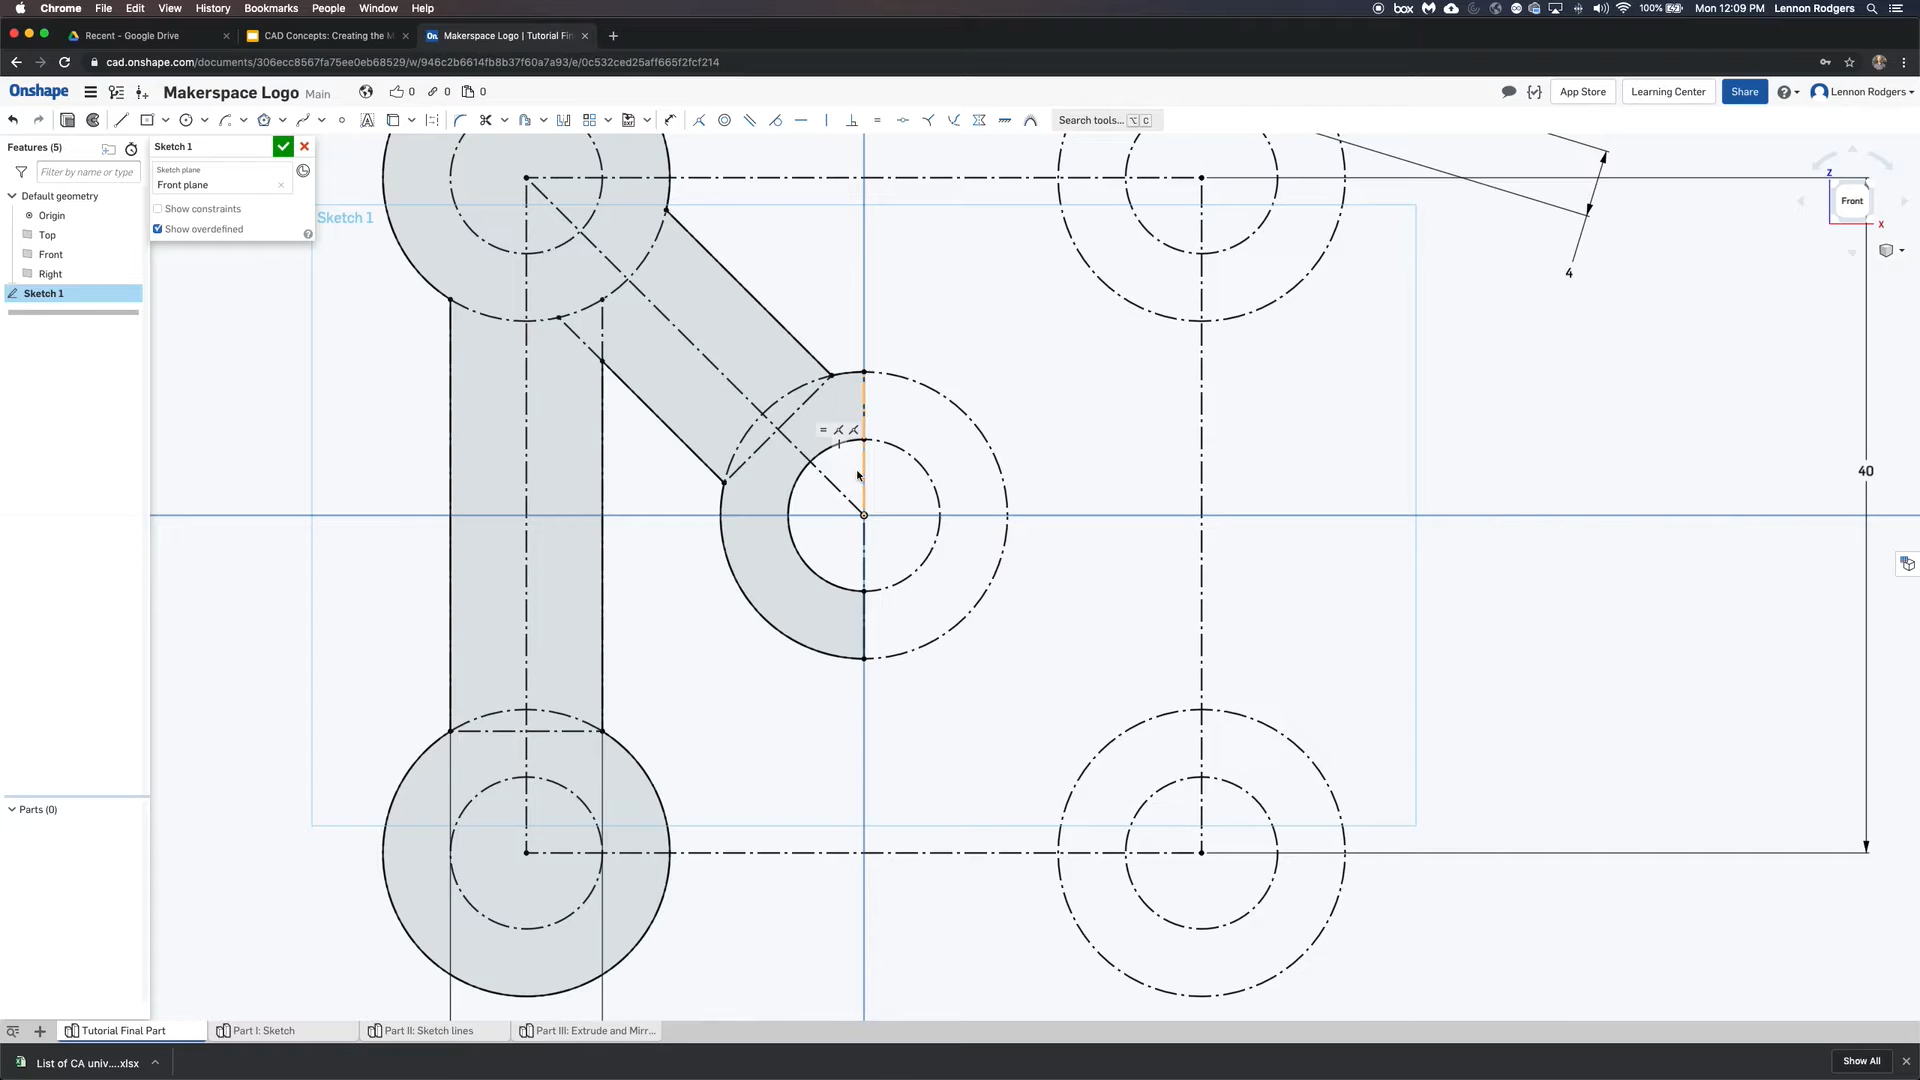 Chrome File Edit View History Bookmarks People Window Help
box 100% Mon 12:09 PM Lennon Rodgers
Recent - Google Drive
CAD Concepts: Creating the M
On Makerspace Logo | Tutorial Fin
cad.onshape.com/documents/306ecc8567fa75ee0eb68529/w/946c2b6614fb8b37f60a7a93/e/0c532ced25aff665f2fcf214
Onshape
Makerspace Logo Main
0 0 0
App Store
Learning Center
Share
Lennon Rodgers
Search tools... ⌥ C
Features (5)
Filter by name or type
Default geometry
Origin
Top
Front
Right
Sketch 1
Sketch 1
Sketch plane
Front plane
Show constraints
Show overdefined
Sketch 1
Z
Front
X
4
40
Parts (0)
Tutorial Final Part
Part I: Sketch
Part II: Sketch lines
Part III: Extrude and Mirr...
List of CA univ....xlsx
Show All